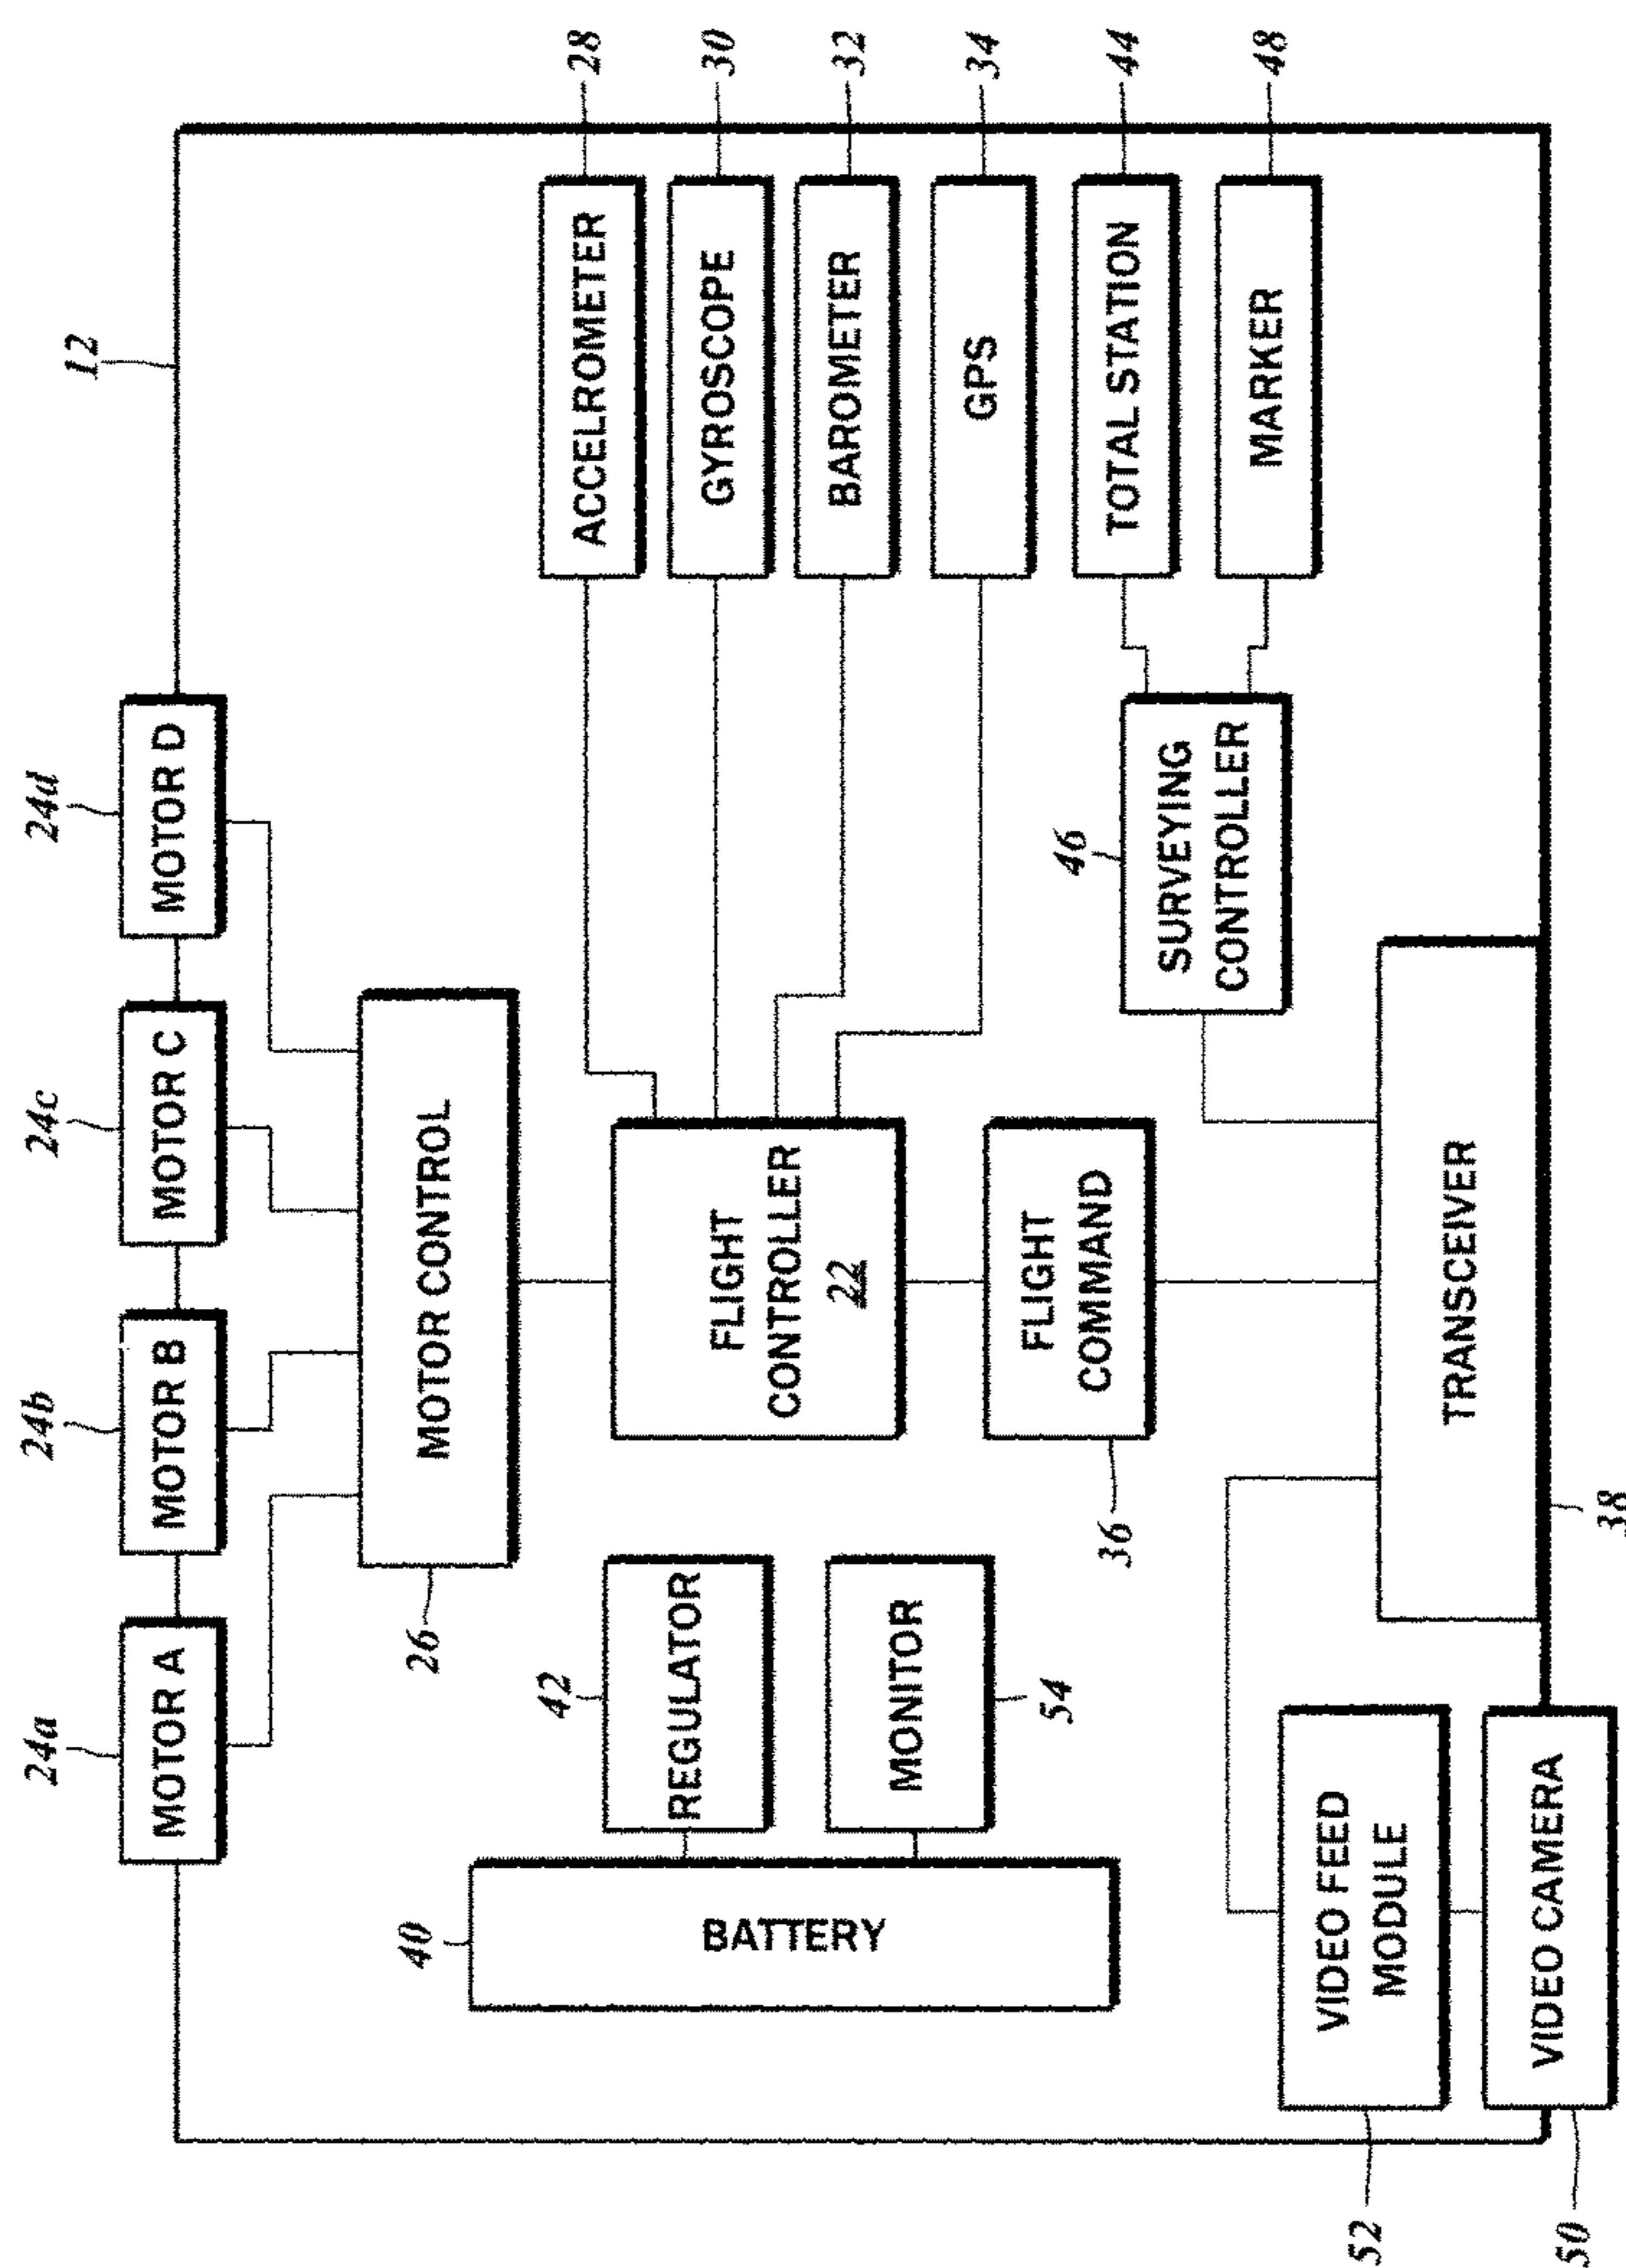 12
24a
24b
24c
24d
MOTOR A
MOTOR B
MOTOR C
MOTOR D
MOTOR CONTROL
26
42
REGULATOR
MONITOR
54
40
BATTERY
FLIGHT
CONTROLLER
22
FLIGHT
COMMAND
36
ACCELROMETER
28
GYROSCOPE
30
BAROMETER
32
GPS
34
TOTAL STATION
44
MARKER
48
46
SURVEYING
CONTROLLER
TRANSCEIVER
38
VIDEO FEED
MODULE
52
VIDEO CAMERA
50